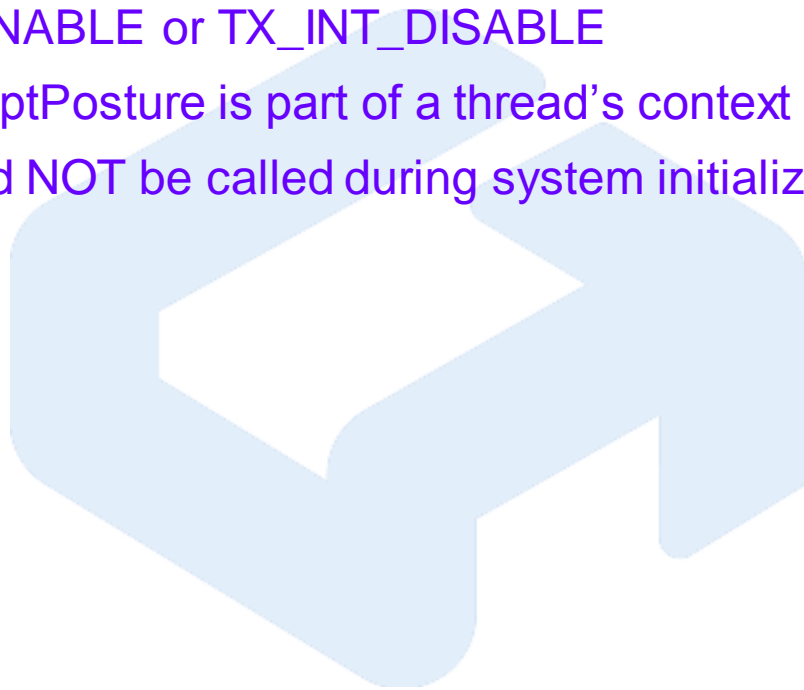 NABLE or TX_INT_DISABLE
ptPosture is part of a thread’s context
d NOT be called during system initializ